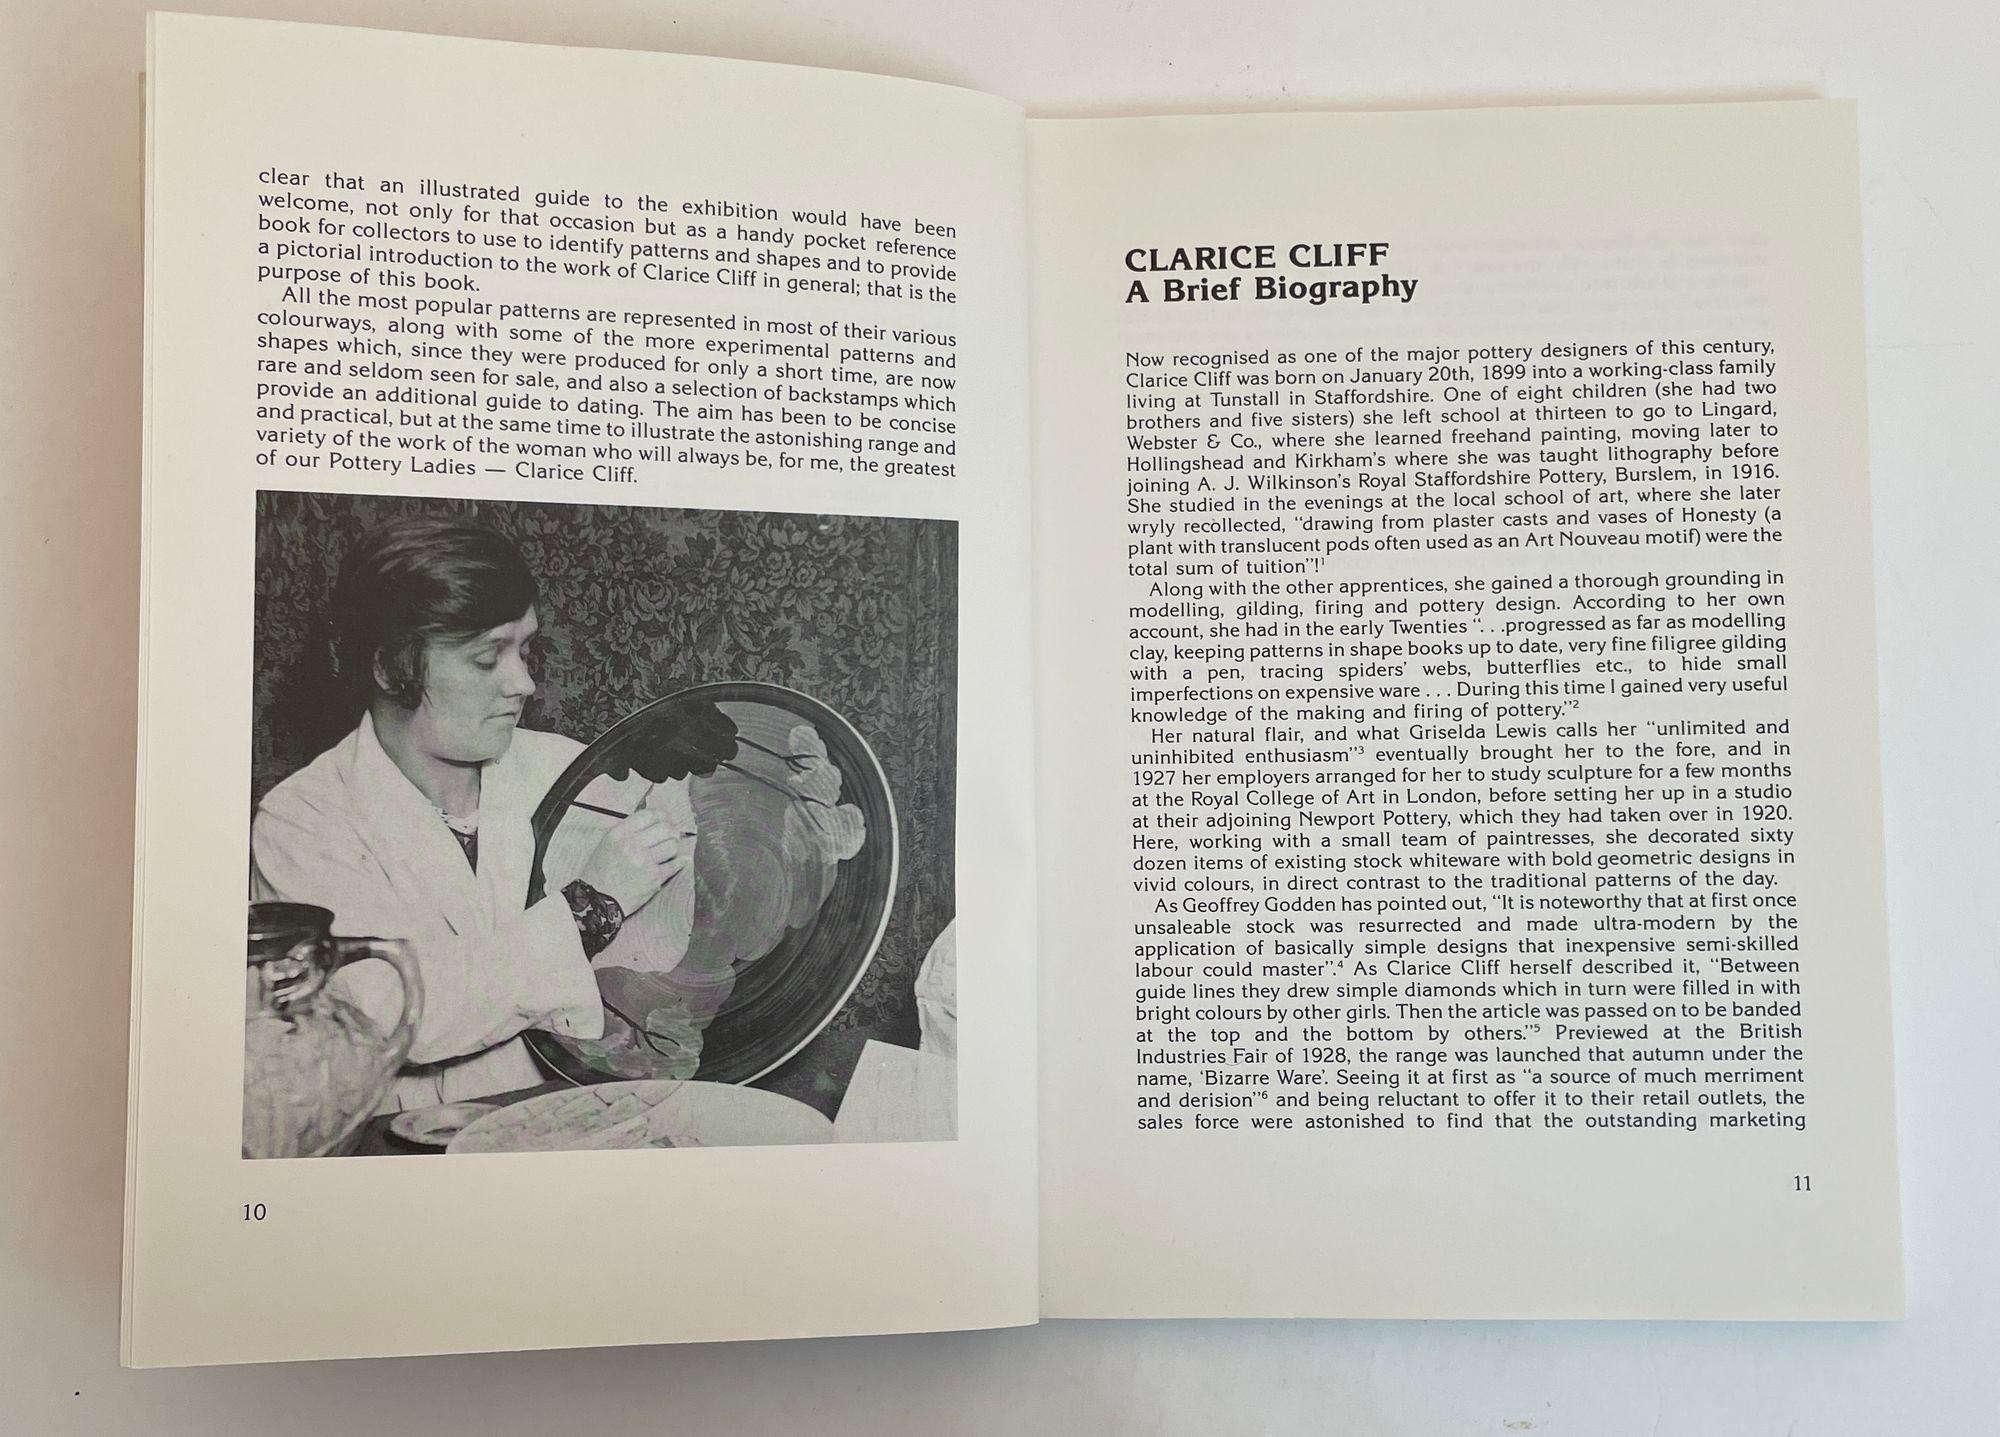 clear that an illustrated guide to the exhibition would have been
welcome, not only for that occasion but as a handy pocket reference
book for collectors to use to identify patterns and shapes and to provide
a pictorial introduction to the work of Clarice Cliff in general; that is the
purpose of this book.
All the most popular patterns are represented in most of their various
colourways, along with some of the more experimental patterns and
shapes which, since they were produced for only a short time, are now
rare and seldom seen for sale, and also a selection of backstamps which
provide an additional guide to dating. The aim has been to be concise
and practical, but at the same time to illustrate the astonishing range and
variety of the work of the woman who will always be, for me, the greatest
of our Pottery Ladies — Clarice Cliff.
10
CLARICE CLIFF
A Brief Biography
Now recognised as one of the major pottery designers of this century,
Clarice Cliff was born on January 20th, 1899 into a working-class family
living at Tunstall in Staffordshire. One of eight children (she had two
brothers and five sisters) she left school at thirteen to go to Lingard,
Webster & Co., where she learned freehand painting, moving later to
Hollingshead and Kirkham's where she was taught lithography before
joining A. J. Wilkinson's Royal Staffordshire Pottery, Burslem, in 1916.
She studied in the evenings at the local school of art, where she later
wryly recollected, “drawing from plaster casts and vases of Honesty (a
plant with translucent pods often used as an Art Nouveau motif) were the
total sum of tuition”!¹
Along with the other apprentices, she gained a thorough grounding in
modelling, gilding, firing and pottery design. According to her own
account, she had in the early Twenties “. . .progressed as far as modelling
clay, keeping patterns in shape books up to date, very fine filigree gilding
with a pen, tracing spiders' webs, butterflies etc., to hide small
imperfections on expensive ware . . . During this time I gained very useful
knowledge of the making and firing of pottery.”²
Her natural flair, and what Griselda Lewis calls her “unlimited and
uninhibited enthusiasm”³ eventually brought her to the fore, and in
1927 her employers arranged for her to study sculpture for a few months
at the Royal College of Art in London, before setting her up in a studio
at their adjoining Newport Pottery, which they had taken over in 1920.
Here, working with a small team of paintresses, she decorated sixty
dozen items of existing stock whiteware with bold geometric designs in
vivid colours, in direct contrast to the traditional patterns of the day.
As Geoffrey Godden has pointed out, “It is noteworthy that at first once
unsaleable stock was resurrected and made ultra-modern by the
application of basically simple designs that inexpensive semi-skilled
labour could master”.⁴ As Clarice Cliff herself described it, “Between
guide lines they drew simple diamonds which in turn were filled in with
bright colours by other girls. Then the article was passed on to be banded
at the top and the bottom by others.”⁵ Previewed at the British
Industries Fair of 1928, the range was launched that autumn under the
name, ‘Bizarre Ware’. Seeing it at first as “a source of much merriment
and derision”⁶ and being reluctant to offer it to their retail outlets, the
sales force were astonished to find that the outstanding marketing
11